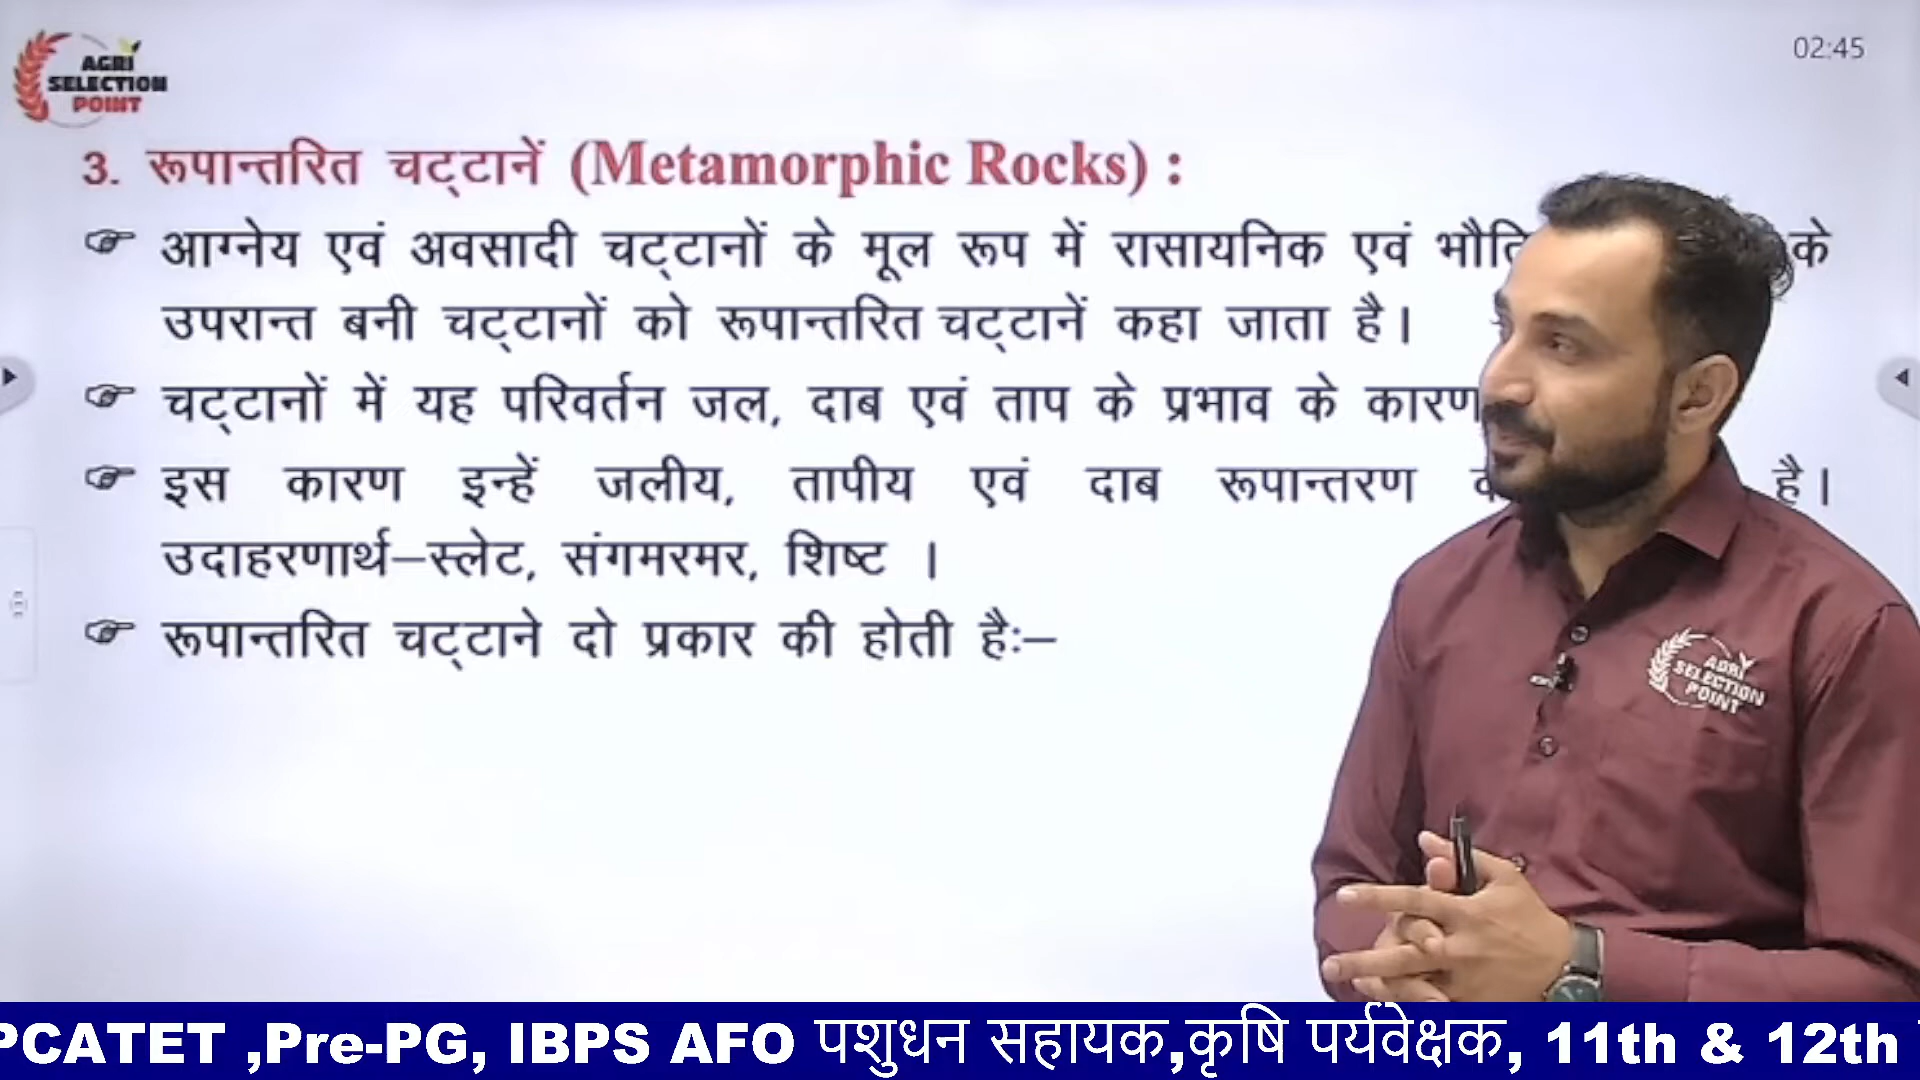 AGRI
SELECTION
POINT
02:45
3. रूपान्तरित चट्टानें (Metamorphic Rocks) :
☞ आग्नेय एवं अवसादी चट्टानों के मूल रूप में रासायनिक एवं के
उपरान्त बनी चट्टानों को रूपान्तरित चट्टानें कहा जाता है।
☞ चट्टानों में यह परिवर्तन जल, दाब एवं ताप के प्रभाव के कारण
☞ इस कारण इन्हें जलीय, तापीय एवं दाब रूपान्तरण है।
उदाहरणार्थ–स्लेट, संगमरमर, शिष्ट ।
☞ रूपान्तरित चट्टाने दो प्रकार की होती हैः–
AGRI
SELECTION
POINT
PCATET ,Pre-PG, IBPS AFO पशुधन सहायक,कृषि पर्यवेक्षक, 11th & 12th